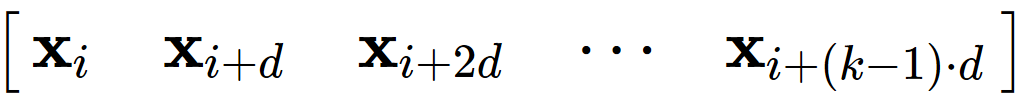 [ 𝐱_i 𝐱_{i+d} 𝐱_{i+2d} ⋯ 𝐱_{i+(k−1)·d} ]